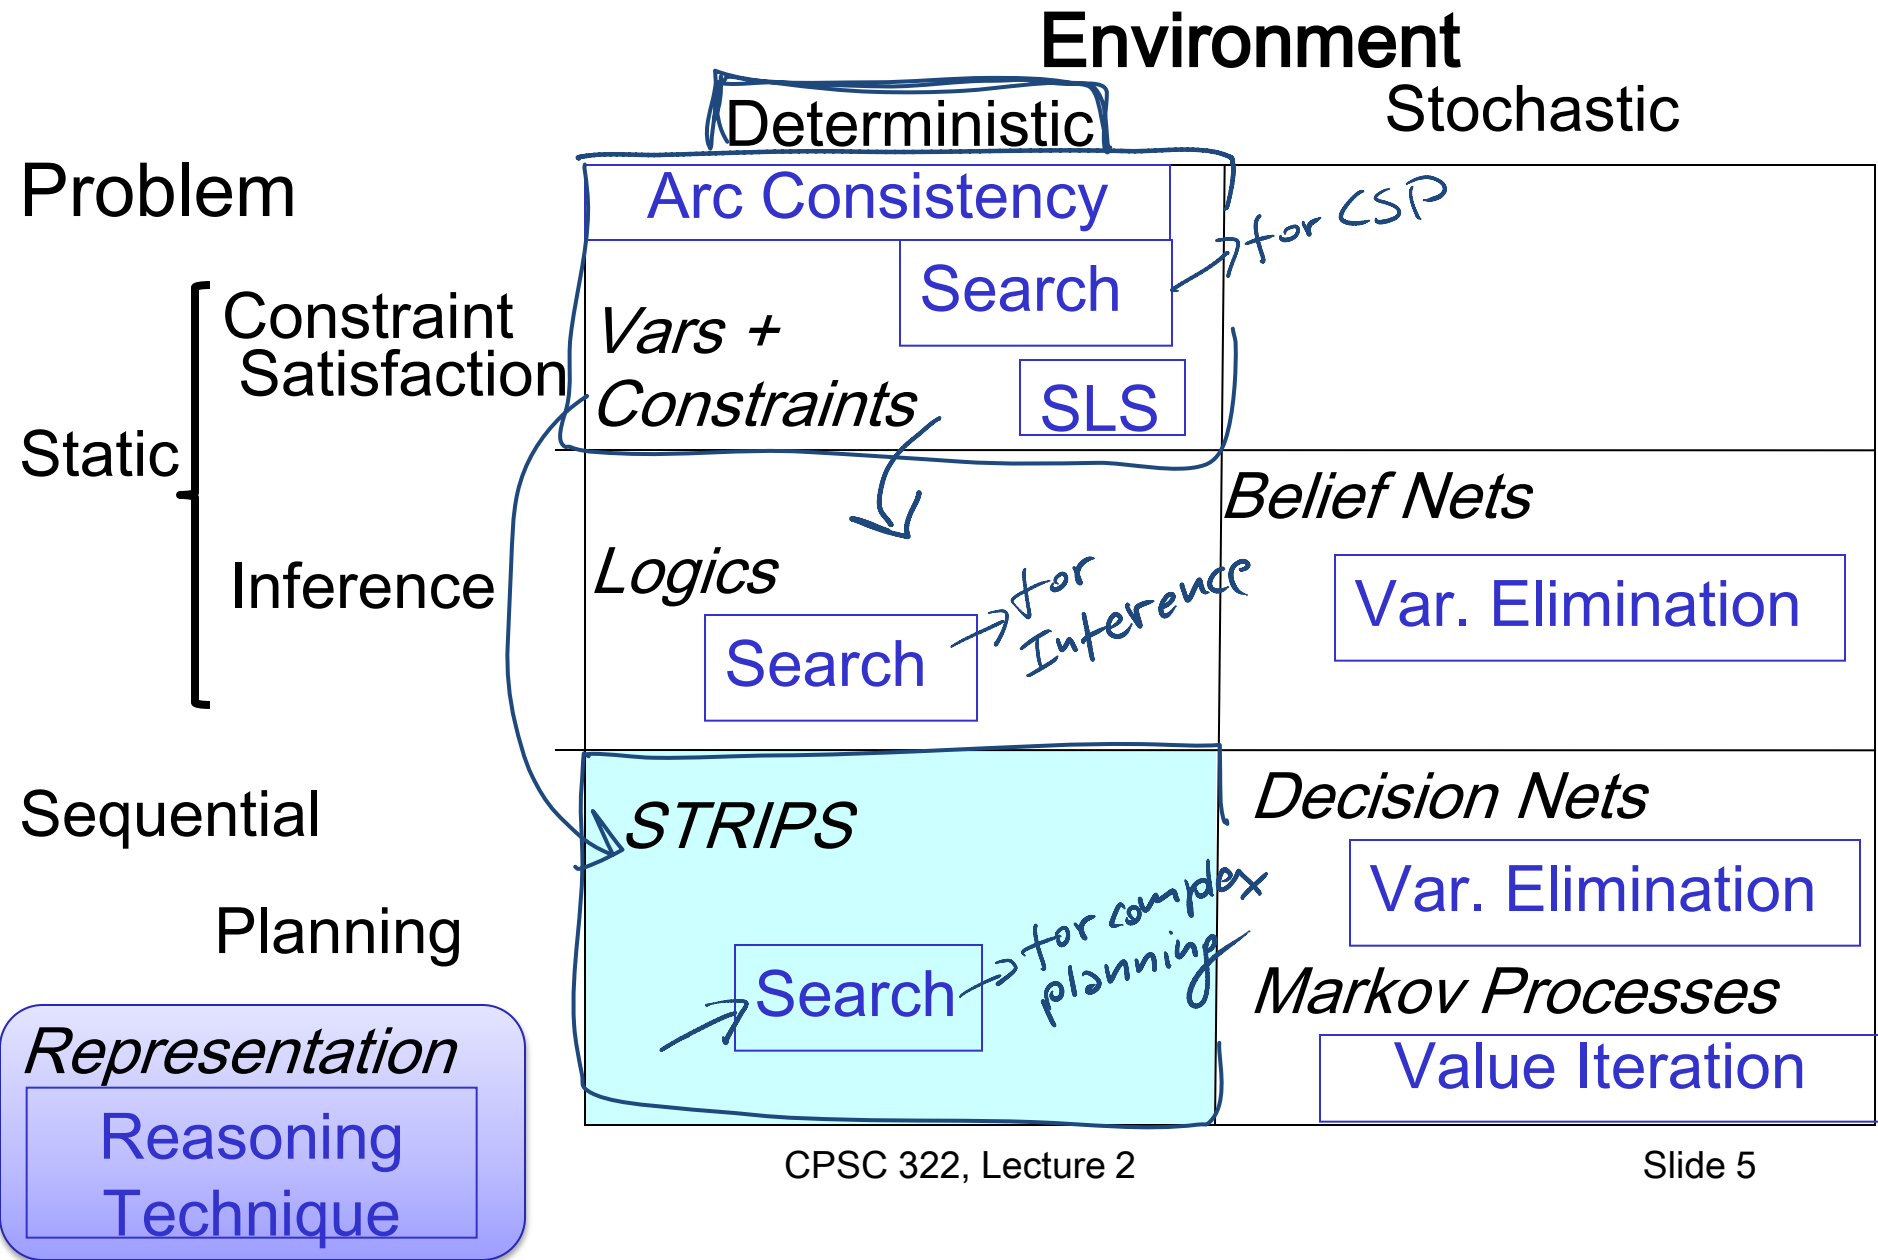 Environment
Deterministic
Stochastic
Problem
Arc Consistency
Search
for CSP
Constraint
Satisfaction
Vars +
Constraints
SLS
Static
Belief Nets
Inference
Logics
Search
for
Inference
Var. Elimination
Sequential
STRIPS
Decision Nets
Var. Elimination
Planning
Search
for complex
planning
Markov Processes
Value Iteration
Representation
Reasoning
Technique
CPSC 322, Lecture 2
Slide 5